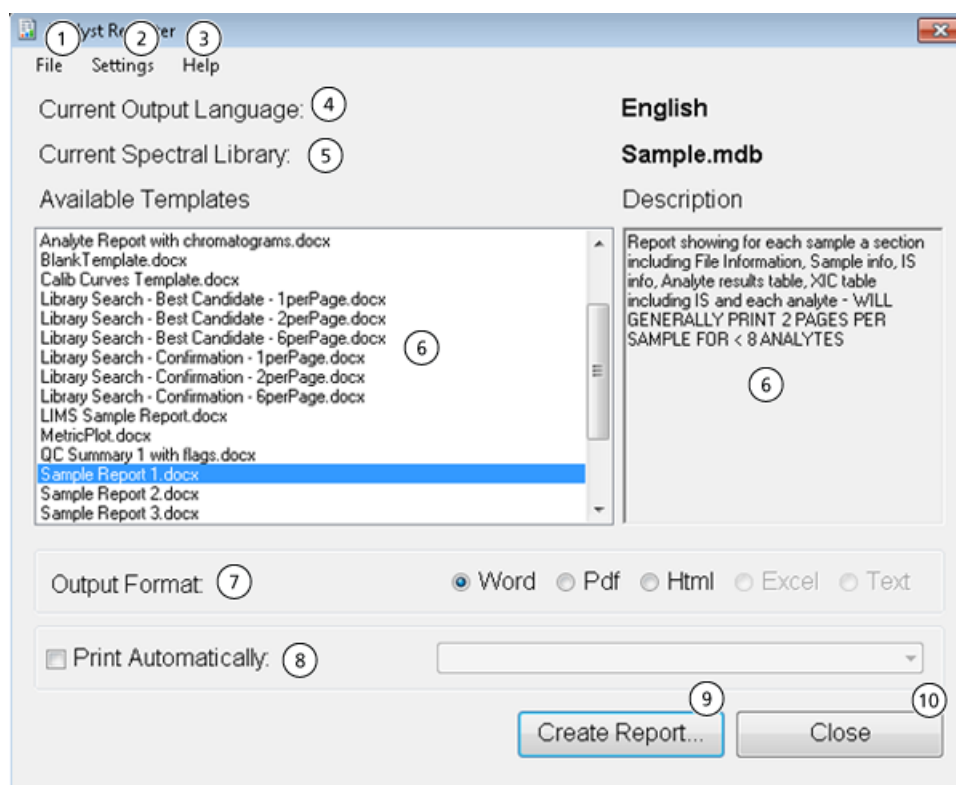 1 2 3
File Settings Help
Current Output Language: 4 English
Current Spectral Library: 5 Sample.mdb
Available Templates Description
Analyte Report with chromatograms.docx
BlankTemplate.docx
Calib Curves Template.docx
Library Search - Best Candidate - 1perPage.docx
Library Search - Best Candidate - 2perPage.docx
Library Search - Best Candidate - 6perPage.docx
Library Search - Confirmation - 1perPage.docx
Library Search - Confirmation - 2perPage.docx
Library Search - Confirmation - 6perPage.docx
LIMS Sample Report.docx
MetricPlot.docx
QC Summary 1 with flags.docx
Sample Report 1.docx
Sample Report 2.docx
Sample Report 3.docx
6
Report showing for each sample a section
including File Information, Sample info, IS
info, Analyte results table, XIC table
including IS and each analyte - WILL
GENERALLY PRINT 2 PAGES PER
SAMPLE FOR < 8 ANALYTES
6
Output Format: 7 Word Pdf Html Excel Text
Print Automatically: 8
9 10
Create Report... Close